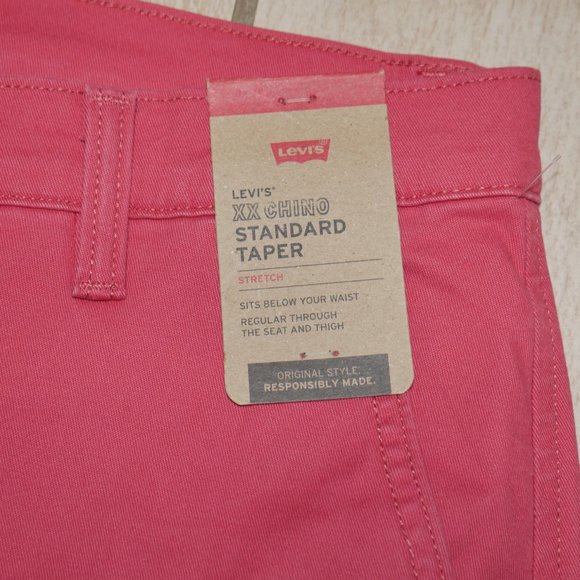 LEVI'S
LEVI'S®
XX CHINO
STANDARD
TAPER
STRETCH
SITS BELOW YOUR WAIST
REGULAR THROUGH
THE SEAT AND THIGH
ORIGINAL STYLE.
RESPONSIBLY MADE.